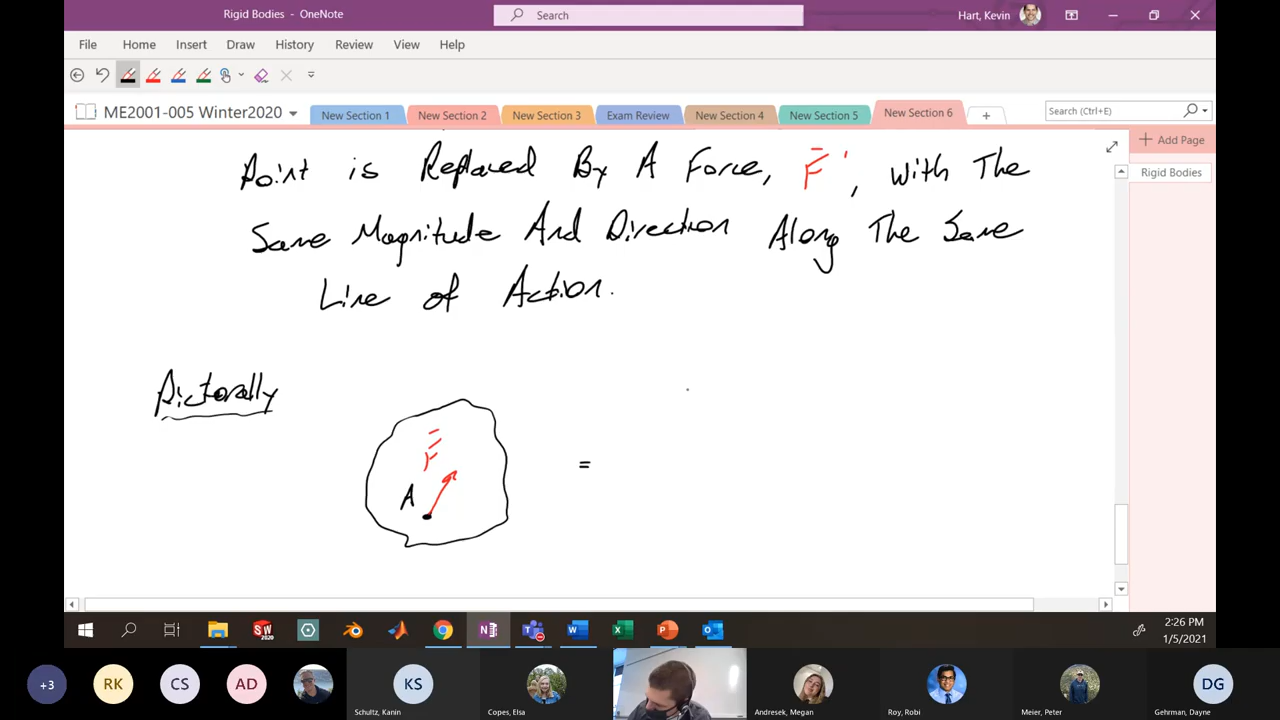 Rigid Bodies - OneNote
Search
Hart, Kevin
File Home Insert Draw History Review View Help
ME2001-005 Winter2020
New Section 1
New Section 2
New Section 3
Exam Review
New Section 4
New Section 5
New Section 6
+
Search (Ctrl+E)
Add Page
Rigid Bodies
Point is Replaced By A Force, F̄', With The
Same Magnitude And Direction Along The Same
Line of Action.
Pictorally
F̄
A
=
2:26 PM
1/5/2021
+3
RK
CS
AD
KS
DG
Schultz, Kanin
Copes, Elsa
Andresek, Megan
Roy, Robi
Meier, Peter
Gehrman, Dayne